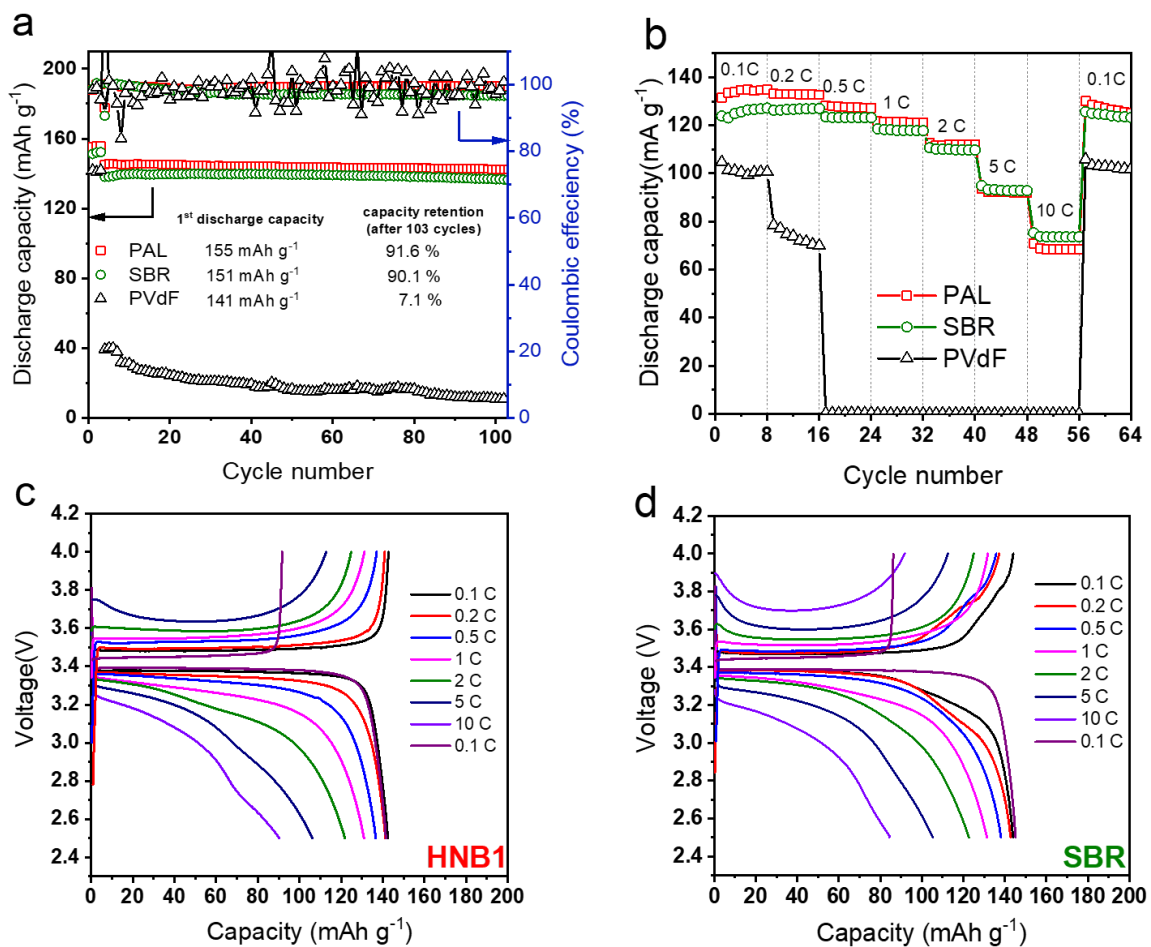 a
Discharge capacity (mAh g⁻¹)
200
160
140
120
40
0
100
80
60
40
20
0
Coulombic effeciency (%)
1st discharge capacity
capacity retention
(after 103 cycles)
PAL 155 mAh g⁻¹ 91.6 %
SBR 151 mAh g⁻¹ 90.1 %
PVdF 141 mAh g⁻¹ 7.1 %
0 20 40 60 80 100
Cycle number
b
Discharge capacity(mA g⁻¹)
140
120
100
80
60
40
20
0
0.1C 0.2 C 0.5 C 1 C 2 C 5 C 10 C 0.1C
PAL
SBR
PVdF
0 8 16 24 32 40 48 56 64
Cycle number
c
Voltage(V)
4.2
4.0
3.8
3.6
3.4
3.2
3.0
2.8
2.6
2.4
0.1 C
0.2 C
0.5 C
1 C
2 C
5 C
10 C
0.1 C
HNB1
0 20 40 60 80 100 120 140 160 180 200
Capacity (mAh g⁻¹)
d
Voltage (V)
4.2
4.0
3.8
3.6
3.4
3.2
3.0
2.8
2.6
2.4
0.1 C
0.2 C
0.5 C
1 C
2 C
5 C
10 C
0.1 C
SBR
0 20 40 60 80 100 120 140 160 180 200
Capacity (mAh g⁻¹)